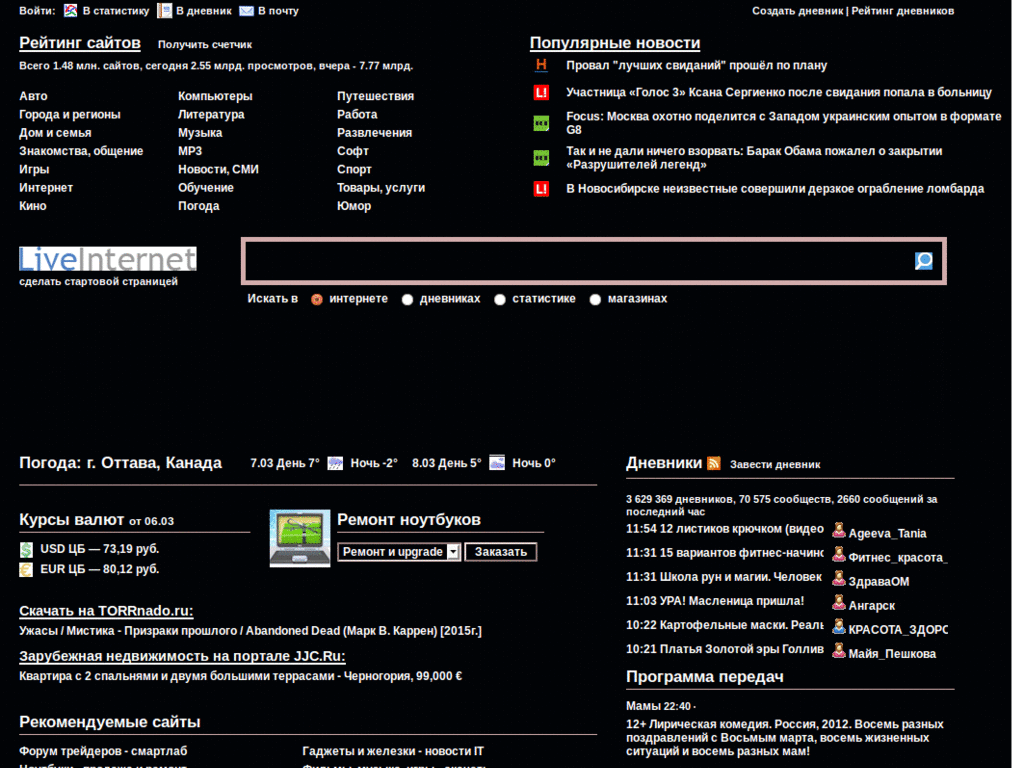 Войти: В статистику В дневник В почту
Создать дневник | Рейтинг дневников
Рейтинг сайтов Получить счетчик
Всего 1.48 млн. сайтов, сегодня 2.55 млрд. просмотров, вчера - 7.77 млрд.
Авто Компьютеры Путешествия
Города и регионы Литература Работа
Дом и семья Музыка Развлечения
Знакомства, общение MP3 Софт
Игры Новости, СМИ Спорт
Интернет Обучение Товары, услуги
Кино Погода Юмор
Популярные новости
Н Провал "лучших свиданий" прошёл по плану
L! Участница «Голос 3» Ксана Сергиенко после свидания попала в больницу
Focus: Москва охотно поделится с Западом украинским опытом в формате
G8
Так и не дали ничего взорвать: Барак Обама пожалел о закрытии
«Разрушителей легенд»
L! В Новосибирске неизвестные совершили дерзкое ограбление ломбарда
LiveInternet
сделать стартовой страницей
Искать в интернете дневниках статистике магазинах
Погода: г. Оттава, Канада 7.03 День 7° Ночь -2° 8.03 День 5° Ночь 0°
Курсы валют от 06.03
USD ЦБ — 73,19 руб.
EUR ЦБ — 80,12 руб.
Ремонт ноутбуков
Ремонт и upgrade Заказать
Скачать на TORRnado.ru:
Ужасы / Мистика - Призраки прошлого / Abandoned Dead (Марк В. Каррен) [2015г.]
Зарубежная недвижимость на портале JJC.Ru:
Квартира с 2 спальнями и двумя большими террасами - Черногория, 99,000 €
Рекомендуемые сайты
Форум трейдеров - смартлаб Гаджеты и железки - новости IT
Дневники Завести дневник
3 629 369 дневников, 70 575 сообществ, 2660 сообщений за
последний час
11:54 12 листиков крючком (видео Ageeva_Tania
11:31 15 вариантов фитнес-начинс Фитнес_красота_
11:31 Школа рун и магии. Человек ЗдраваОМ
11:03 УРА! Масленица пришла! Ангарск
10:22 Картофельные маски. Реаль КРАСОТА_ЗДОРС
10:21 Платья Золотой эры Голлив Майя_Пешкова
Программа передач
Мамы 22:40 -
12+ Лирическая комедия. Россия, 2012. Восемь разных
поздравлений с Восьмым марта, восемь жизненных
ситуаций и восемь разных мам!